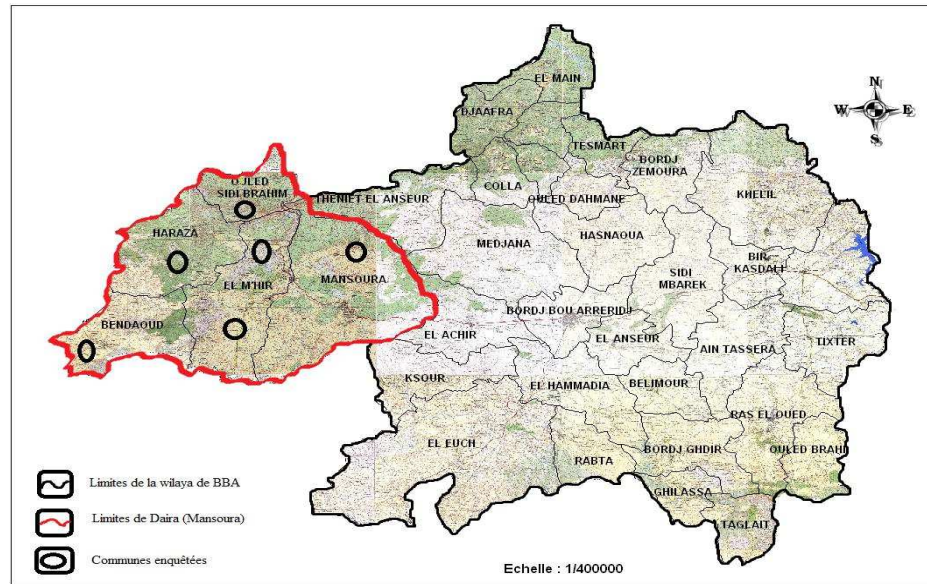 N
W E
S
EL MAIN
DJAAFRA
TESMART
BORDJ
ZEMOURA
OULED
SIDI BRAHIM
THENIET EL ANSEUR
COLLA
OULED DAHMANE
KHELIL
HARAZA
MEDJANA
HASNAOUA
BIR
KASDALI
EL M'HIR
MANSOURA
SIDI
MBAREK
BENDAOUD
BORDJ BOU ARRERIDJ
EL ACHIR
EL ANSEUR
AIN TASSERA
TIXTER
KSOUR
EL HAMMADIA
BELIMOUR
RAS EL OUED
EL EUCH
BORDJ GHDIR
OULED BRAHI
RABTA
GHILASSA
TAGLAIT
Limites de la wilaya de BBA
Limites de Daira (Mansoura)
Communes enquêtées
Echelle : 1/400000